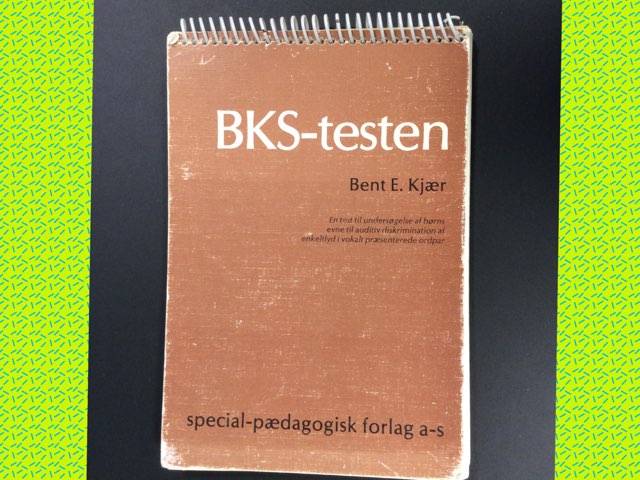 BKS-testen
Bent E. Kjær
En test til undersøgelse af børns
evne til auditiv diskrimination af
enkeltlyd i vokalt præsenterede ordpar
special-pædagogisk forlag a-s